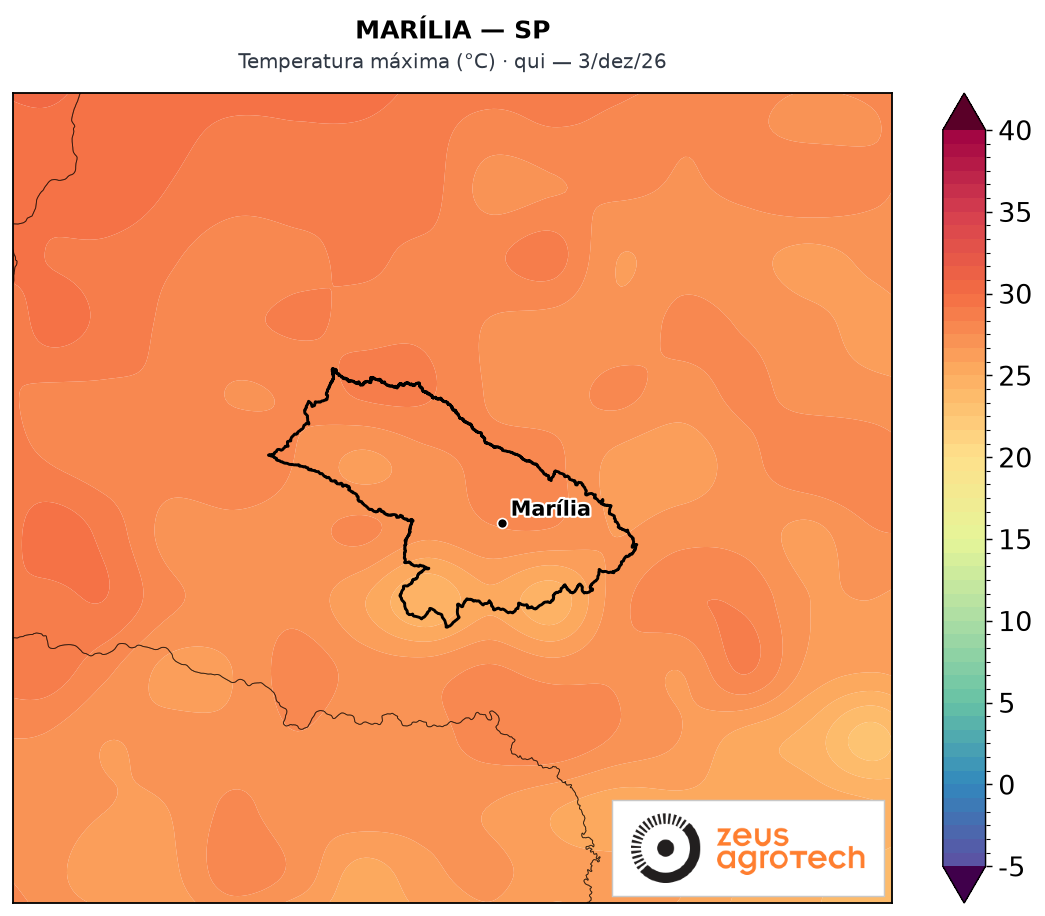 MARÍLIA — SP
Temperatura máxima (°C) · qui — 3/dez/26
40
35
30
25
20
15
10
5
0
-5
Marília
zeus
agrotech